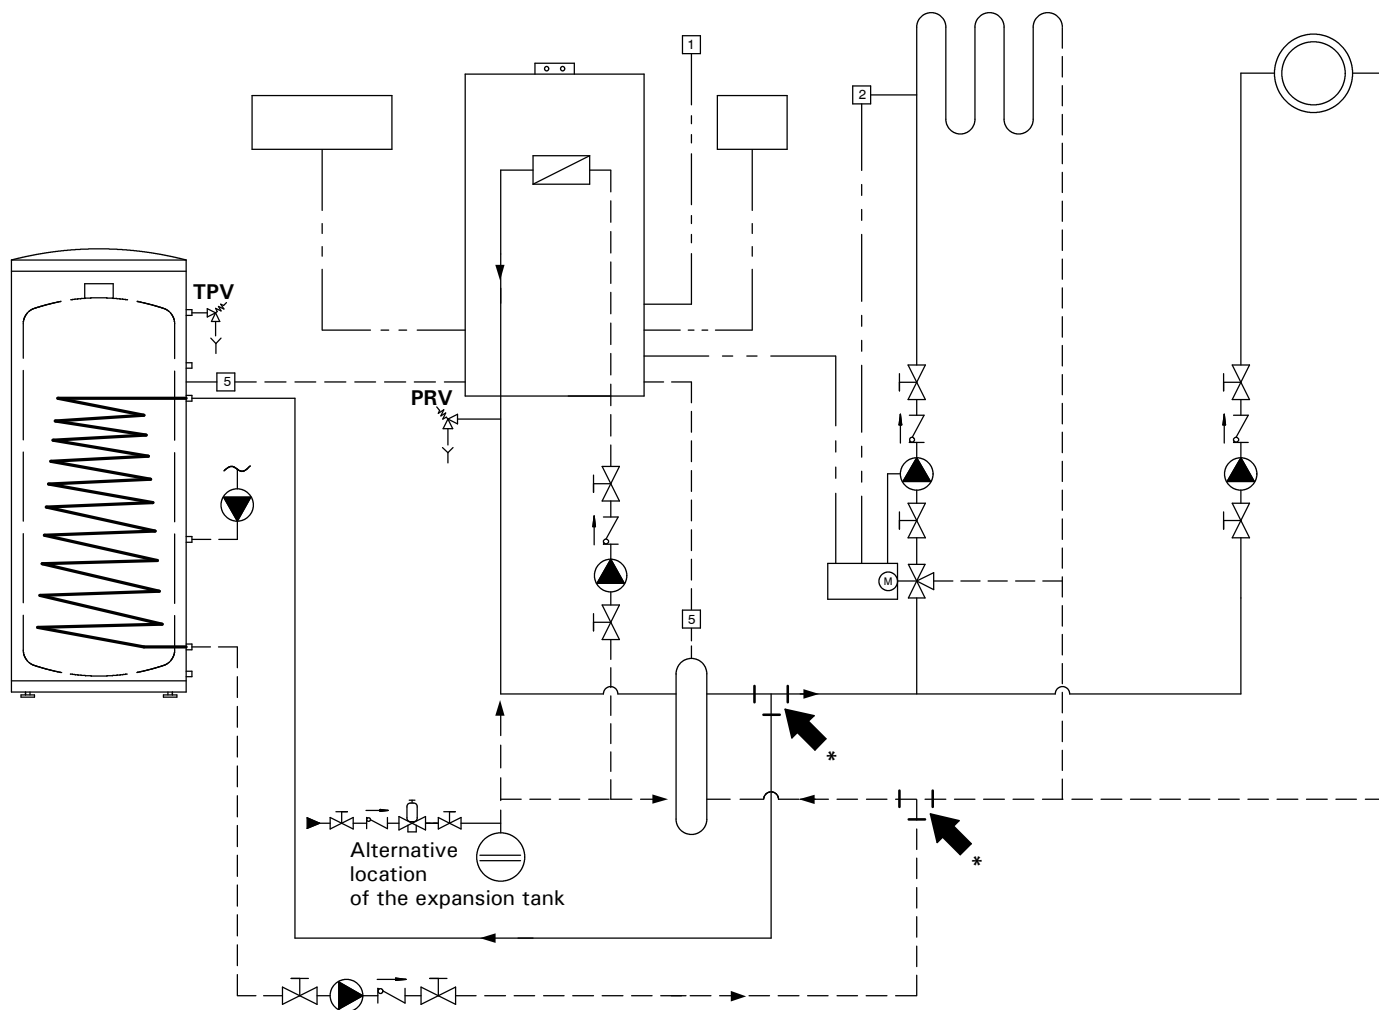 1
2
TPV
5
PRV
M
5
*
*
Alternative
location
of the expansion tank